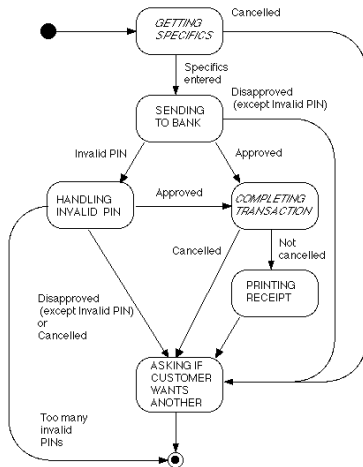 GETTING
SPECIFICS
Cancelled
Specifics
entered
Disapproved
(except Invalid PIN)
SENDING
TO BANK
Invalid PIN
Approved
HANDLING
INVALID PIN
Approved
COMPLETING
TRANSACTION
Cancelled
Not
cancelled
PRINTING
RECEIPT
Disapproved
(except Invalid PIN)
or
Cancelled
ASKING IF
CUSTOMER
WANTS
ANOTHER
Too many
invalid
PINs